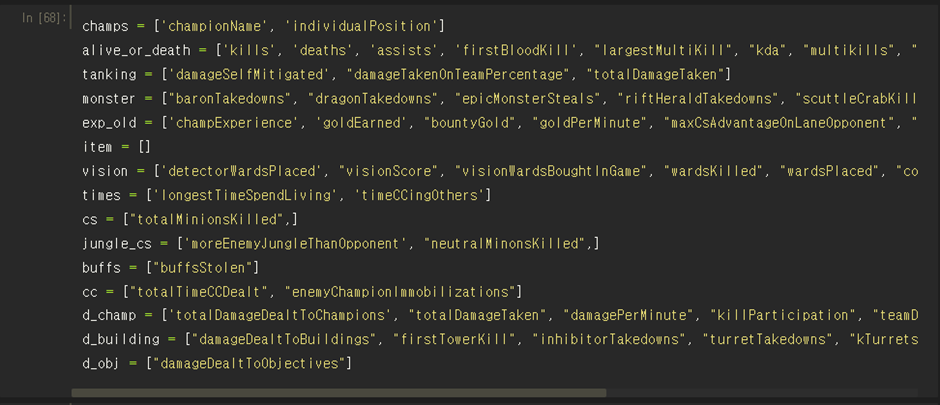 In [68]:
champs = ['championName', 'individualPosition']
alive_or_death = ['kills', 'deaths', 'assists', 'firstBloodKill', "largestMultiKill", "kda", "multikills", "
tanking = ['damageSelfMitigated', "damageTakenOnTeamPercentage", "totalDamageTaken"]
monster = ["baronTakedowns", "dragonTakedowns", "epicMonsterSteals", "riftHeraldTakedowns", "scuttleCrabKill
exp_old = ['champExperience', 'goldEarned', "bountyGold", "goldPerMinute", "maxCsAdvantageOnLaneOpponent", "
item = []
vision = ['detectorWardsPlaced', "visionScore", "visionWardsBoughtInGame", "wardsKilled", "wardsPlaced", "co
times = ['longestTimeSpendLiving', 'timeCCingOthers']
cs = ["totalMinionsKilled",]
jungle_cs = ['moreEnemyJungleThanOpponent', "neutralMinonsKilled",]
buffs = ["buffsStolen"]
cc = ["totalTimeCCDealt", "enemyChampionImmobilizations"]
d_champ = ['totalDamageDealtToChampions', "totalDamageTaken", "damagePerMinute", "killParticipation", "teamD
d_building = ["damageDealtToBuildings", "firstTowerKill", "inhibitorTakedowns", "turretTakedowns", "kTurrets
d_obj = ["damageDealtToObjectives"]